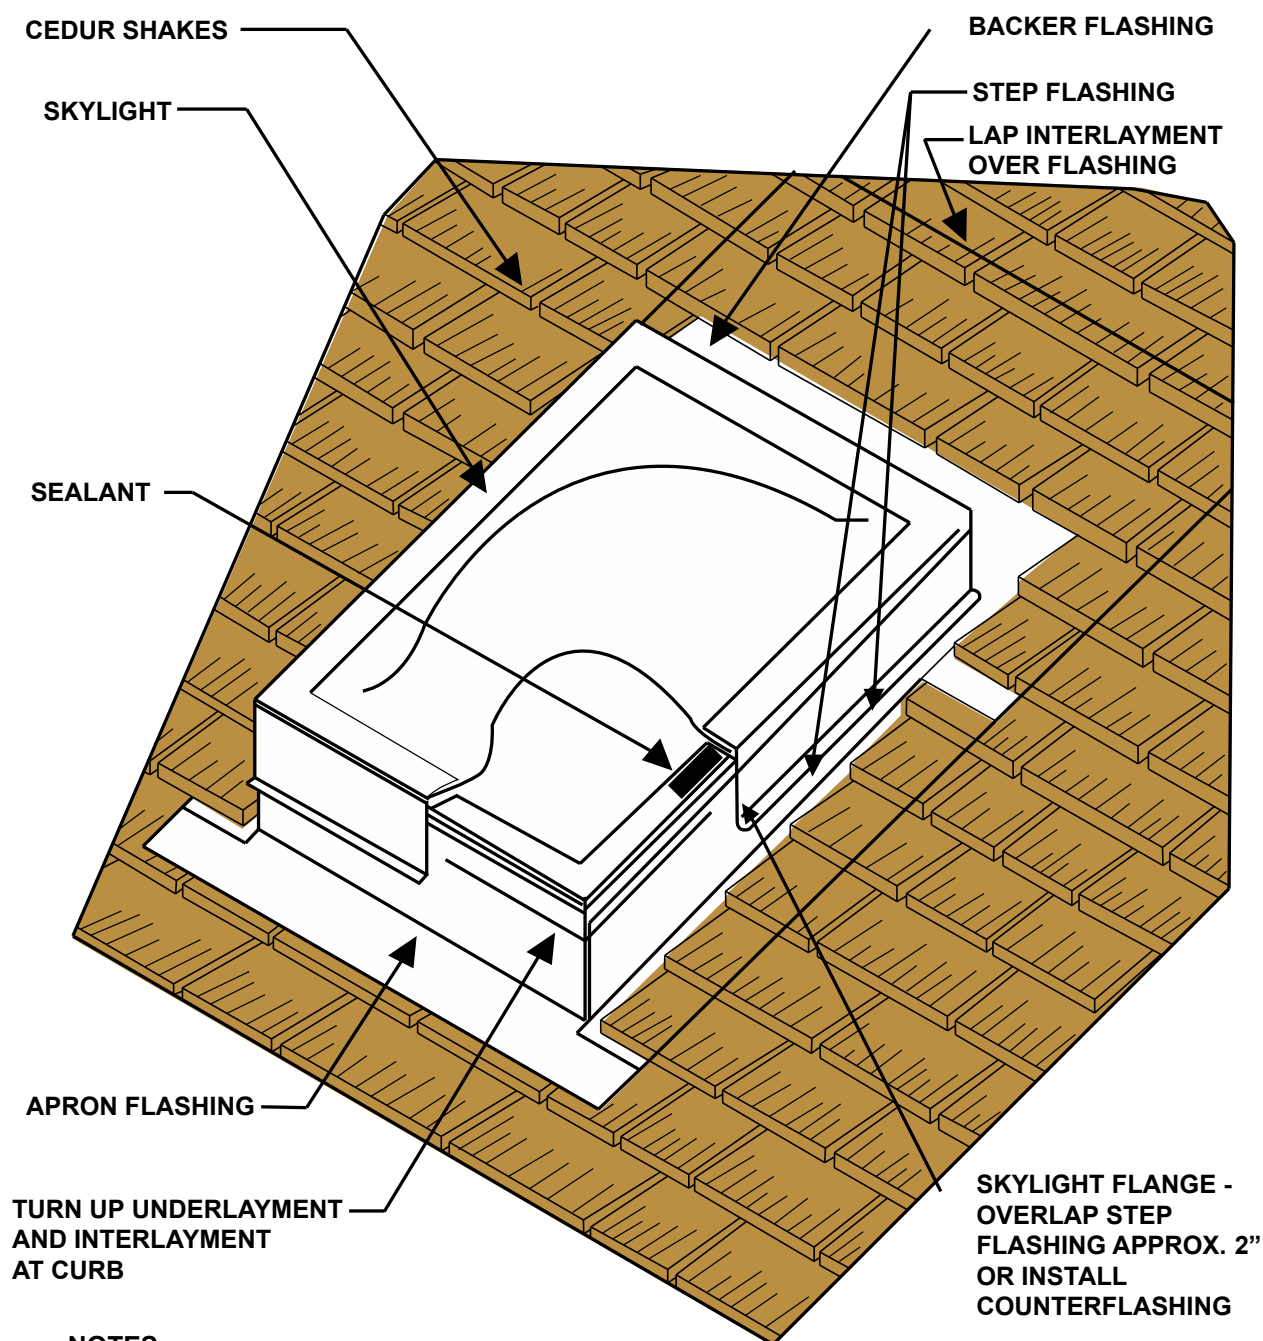 CEDUR SHAKES
SKYLIGHT
BACKER FLASHING
STEP FLASHING
LAP INTERLAYMENT
OVER FLASHING
SEALANT
APRON FLASHING
TURN UP UNDERLAYMENT
AND INTERLAYMENT
AT CURB
SKYLIGHT FLANGE -
OVERLAP STEP
FLASHING APPROX. 2”
OR INSTALL
COUNTERFLASHING
NOTES